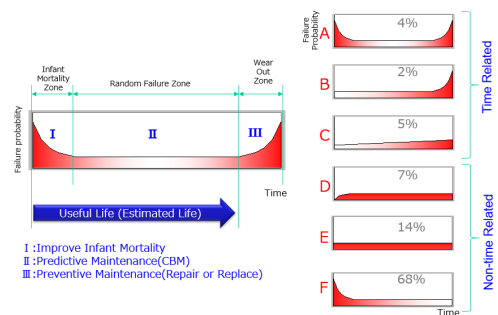 Infant
Mortality
Zone
Random Failure Zone
Wear
Out
Zone
Failure probability
I
II
III
Time
Useful Life (Estimated Life)
I :Improve Infant Mortality
II :Predictive Maintenance(CBM)
III :Preventive Maintenance(Repair or Replace)
Failure
Probability
A
4%
B
2%
C
5%
D
7%
E
14%
F
68%
Time
Time Related
Non-time Related